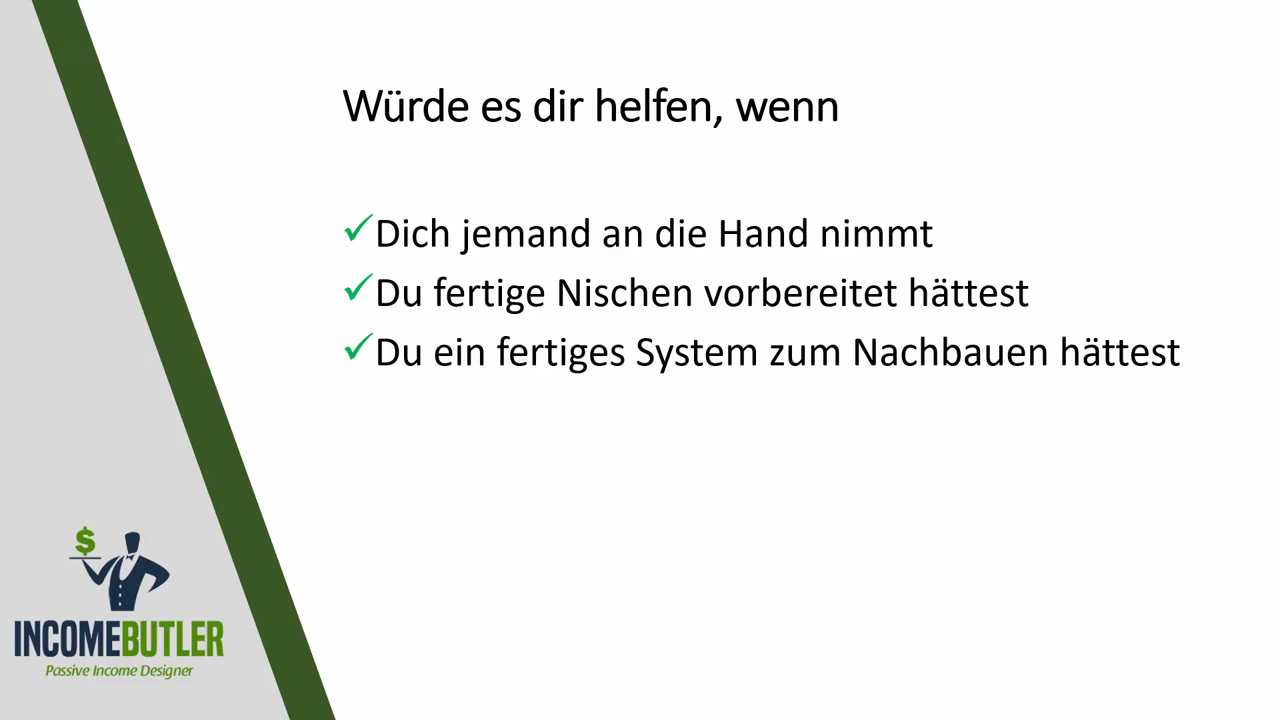 Würde es dir helfen, wenn
Dich jemand an die Hand nimmt
Du fertige Nischen vorbereitet hättest
Du ein fertiges System zum Nachbauen hättest
$
INCOMEBUTLER
Passive Income Designer